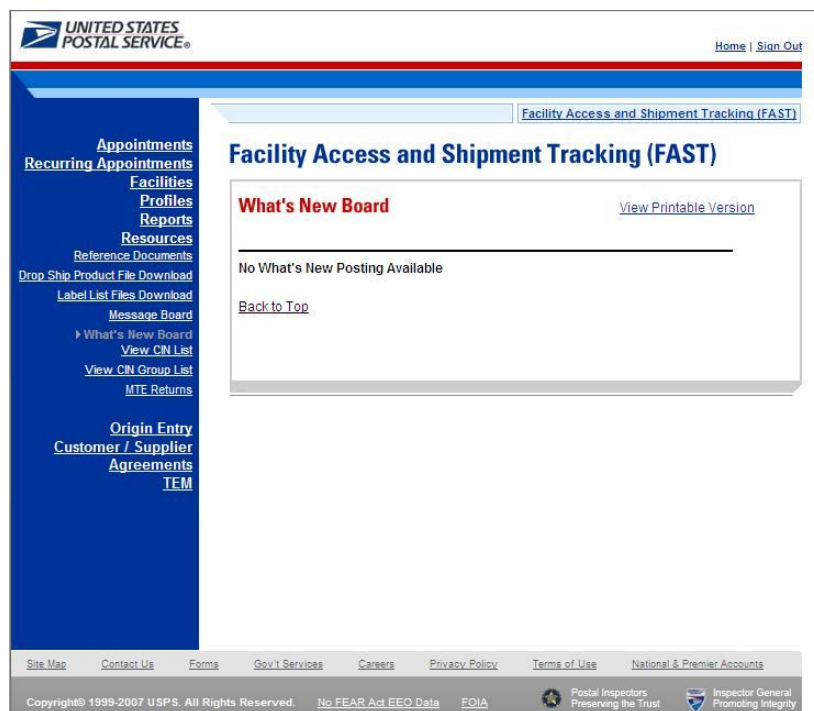 UNITED STATES
POSTAL SERVICE®
Home | Sign Out
Facility Access and Shipment Tracking (FAST)
Appointments
Recurring Appointments
Facilities
Profiles
Reports
Resources
Reference Documents
Drop Ship Product File Download
Label List Files Download
Message Board
What's New Board
View CIN List
View CIN Group List
MTE Returns
Origin Entry
Customer / Supplier
Agreements
TEM
Facility Access and Shipment Tracking (FAST)
What's New Board
View Printable Version
No What's New Posting Available
Back to Top
Site Map Contact Us Forms Gov't Services Careers Privacy Policy Terms of Use National & Premier Accounts
Copyright© 1999-2007 USPS. All Rights Reserved. No FEAR Act EEO Data FOIA
Postal Inspectors
Preserving the Trust
Inspector General
Promoting Integrity